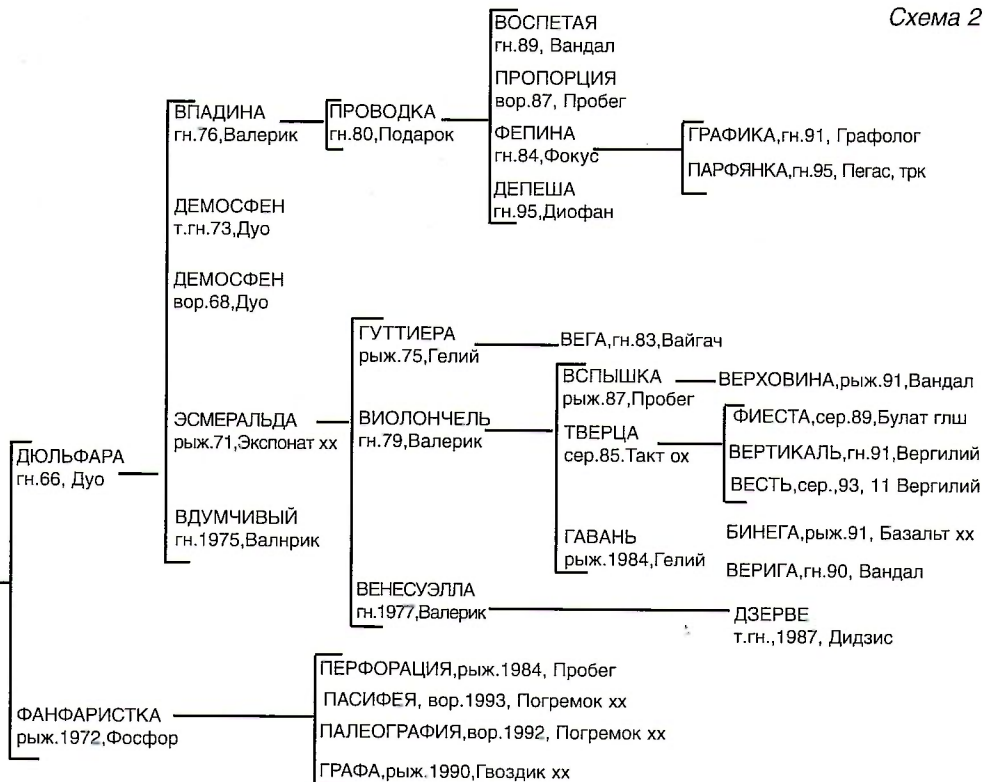 Схема 2
ДЮЛЬФАРА
гн.66, Дуо
ФАНФАРИСТКА
рыж.1972,Фосфор
ВПАДИНА
гн.76,Валерик
ДЕМОСФЕН
т.гн.73,Дуо
ДЕМОСФЕН
вор.68,Дуо
ЭСМЕРАЛЬДА
рыж.71,Экспонат хх
ВДУМЧИВЫЙ
гн.1975,Валнрик
ПРОВОДКА
гн.80,Подарок
ВОСПЕТАЯ
гн.89, Вандал
ПРОПОРЦИЯ
вор.87, Пробег
ФЕПИНА
гн.84,Фокус
ДЕПЕША
гн.95,Диофан
ГРАФИКА,гн.91, Графолог
ПАРФЯНКА,гн.95, Пегас, трк
ГУТТИЕРА
рыж.75,Гелий
ВИОЛОНЧЕЛЬ
гн.79,Валерик
ВЕНЕСУЭЛЛА
гн.1977,Валерик
ВЕГА,гн.83,Вайгач
ВСПЫШКА
рыж.87,Пробег
ТВЕРЦА
сер.85.Такт ох
ГАВАНЬ
рыж.1984,Гелий
ВЕРХОВИНА,рыж.91,Вандал
ФИЕСТА,сер.89,Булат глш
ВЕРТИКАЛЬ,гн.91,Вергилий
ВЕСТЬ,сер.,93, 11 Вергилий
БИНЕГА,рыж.91, Базальт хх
ВЕРИГА,гн.90, Вандал
ДЗЕРВЕ
т.гн.,1987, Дидзис
ПЕРФОРАЦИЯ,рыж.1984, Пробег
ПАСИФЕЯ, вор.1993, Погремок хх
ПАЛЕОГРАФИЯ,вор.1992, Погремок хх
ГРАФА,рыж.1990,Гвоздик хх